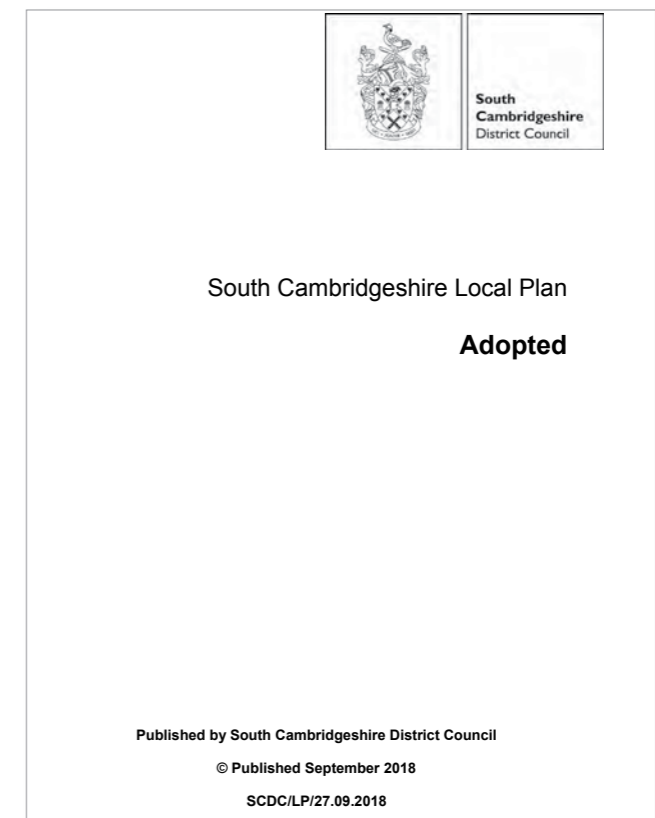 South
Cambridgeshire
District Council
South Cambridgeshire Local Plan
Adopted
Published by South Cambridgeshire District Council
© Published September 2018
SCDC/LP/27.09.2018